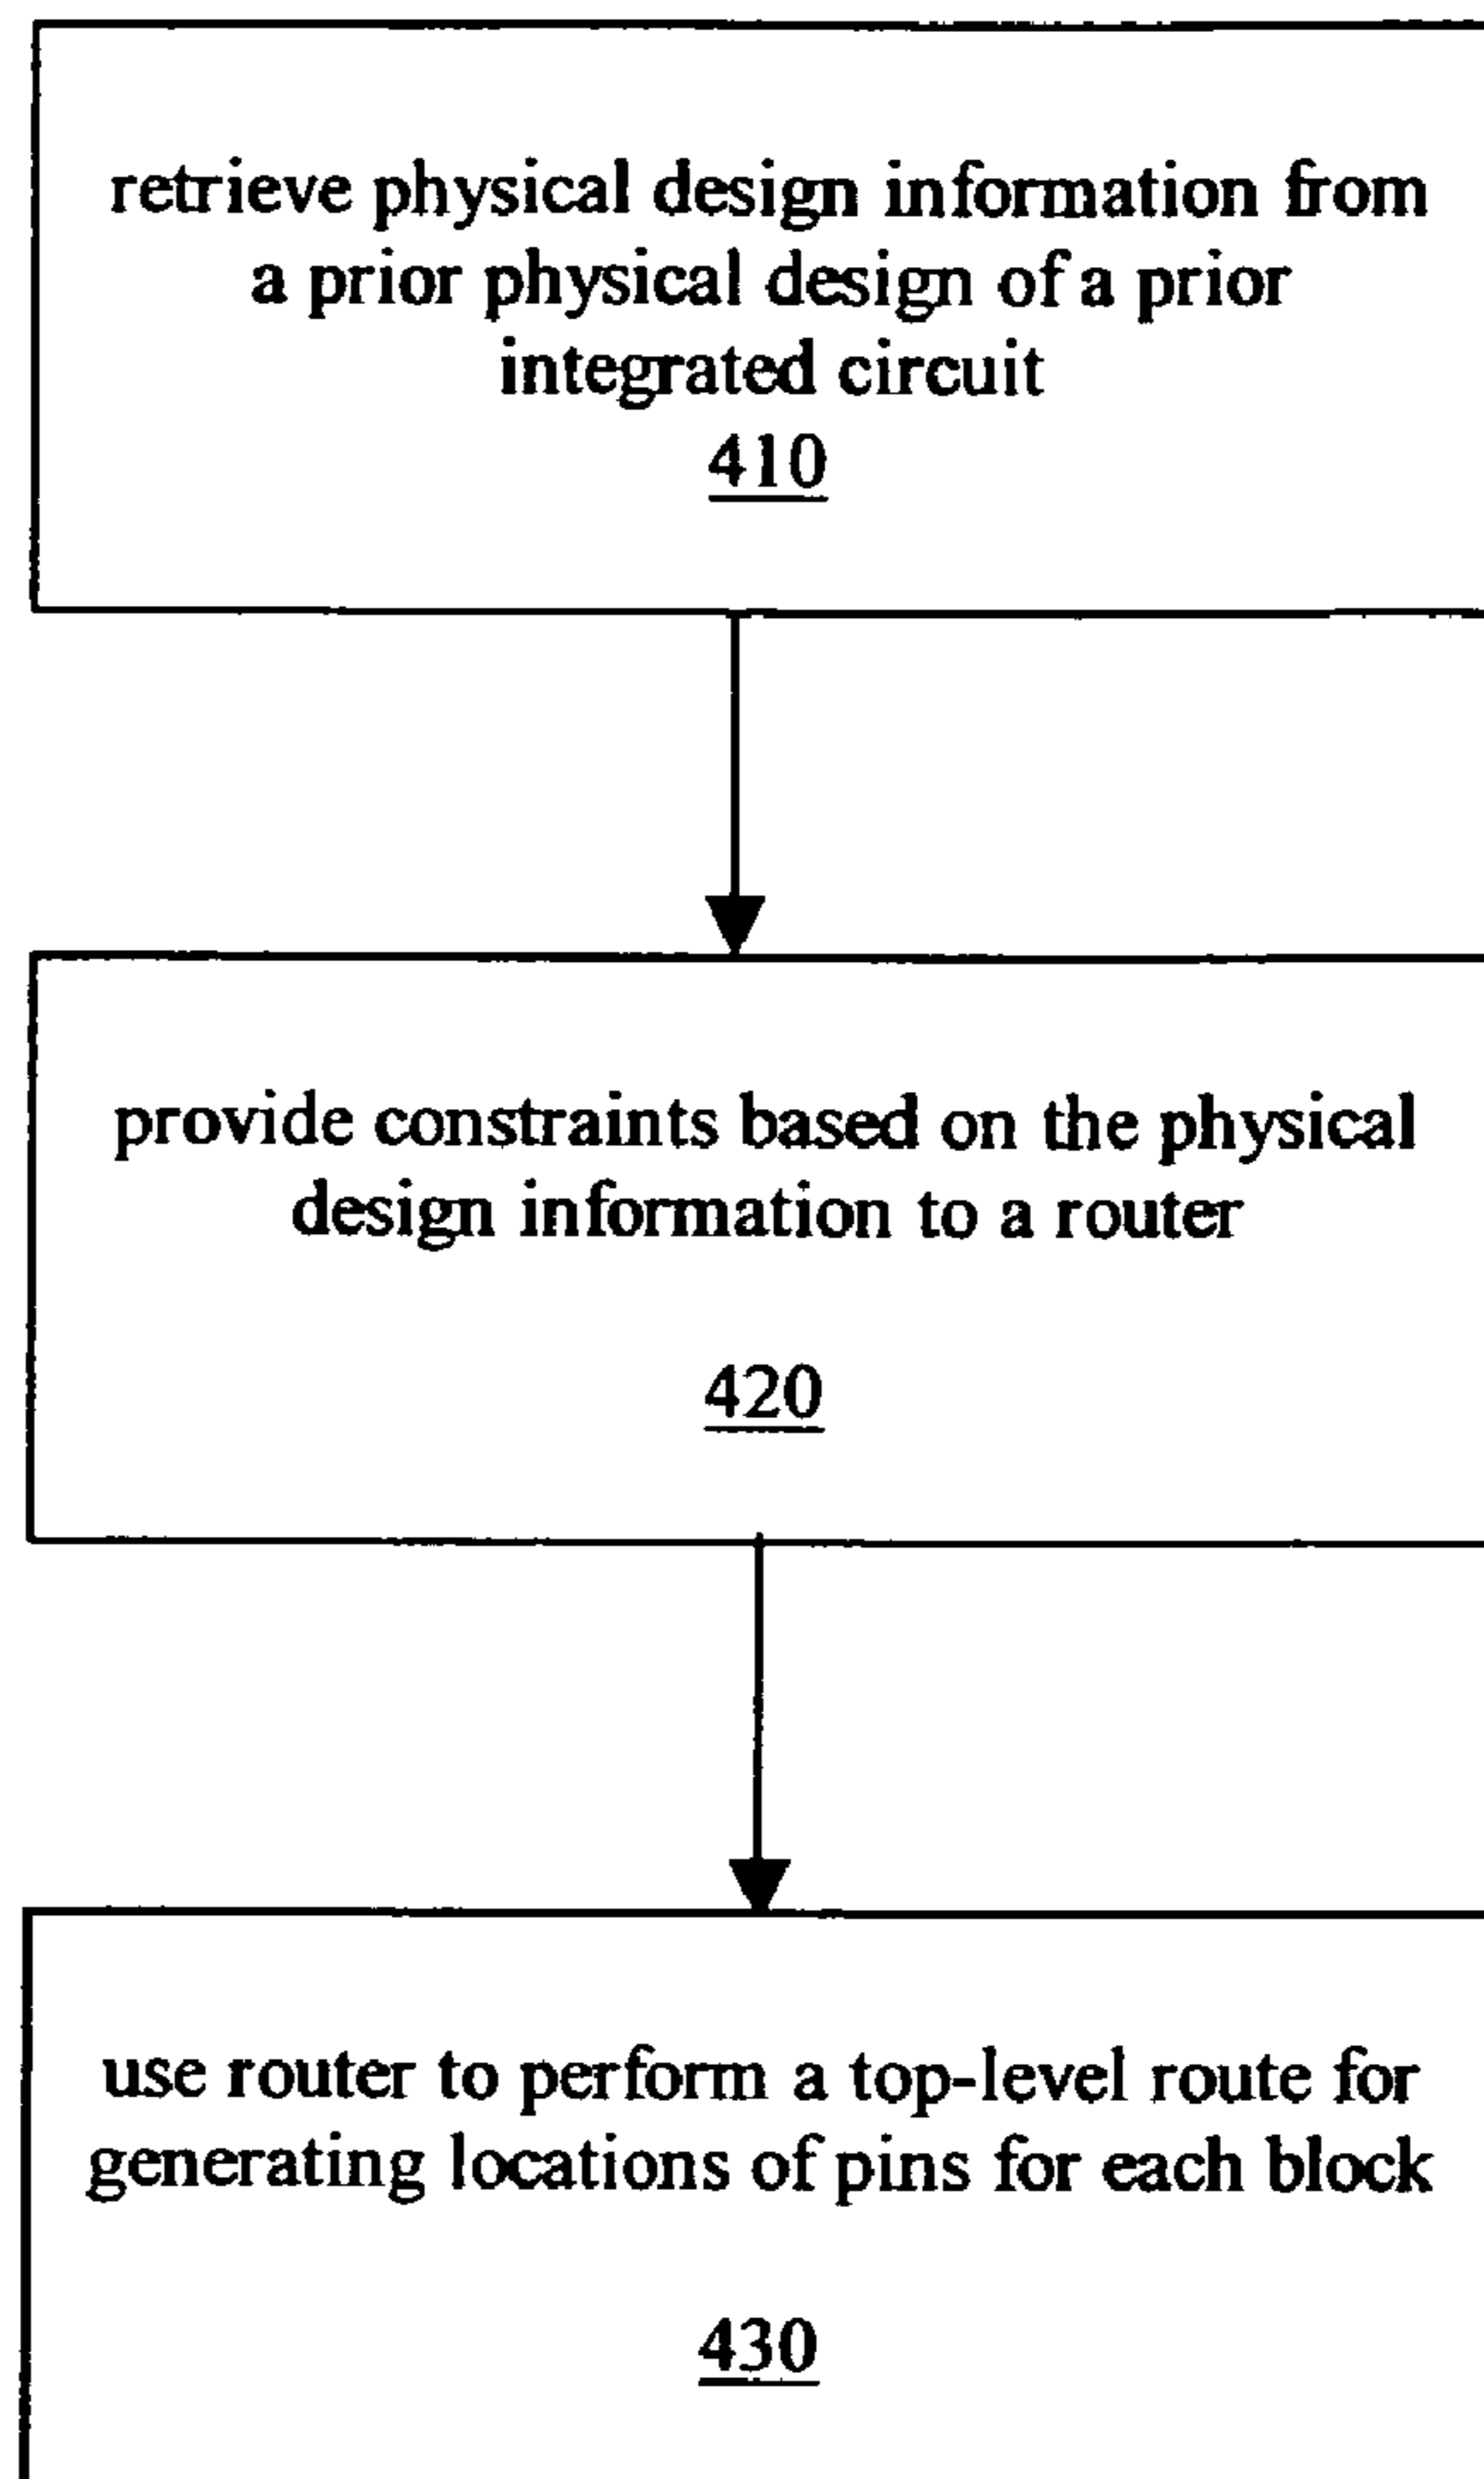 retrieve physical design information from
a prior physical design of a prior
integrated circuit
410
provide constraints based on the physical
design information to a router
420
use router to perform a top-level route for
generating locations of pins for each block
430